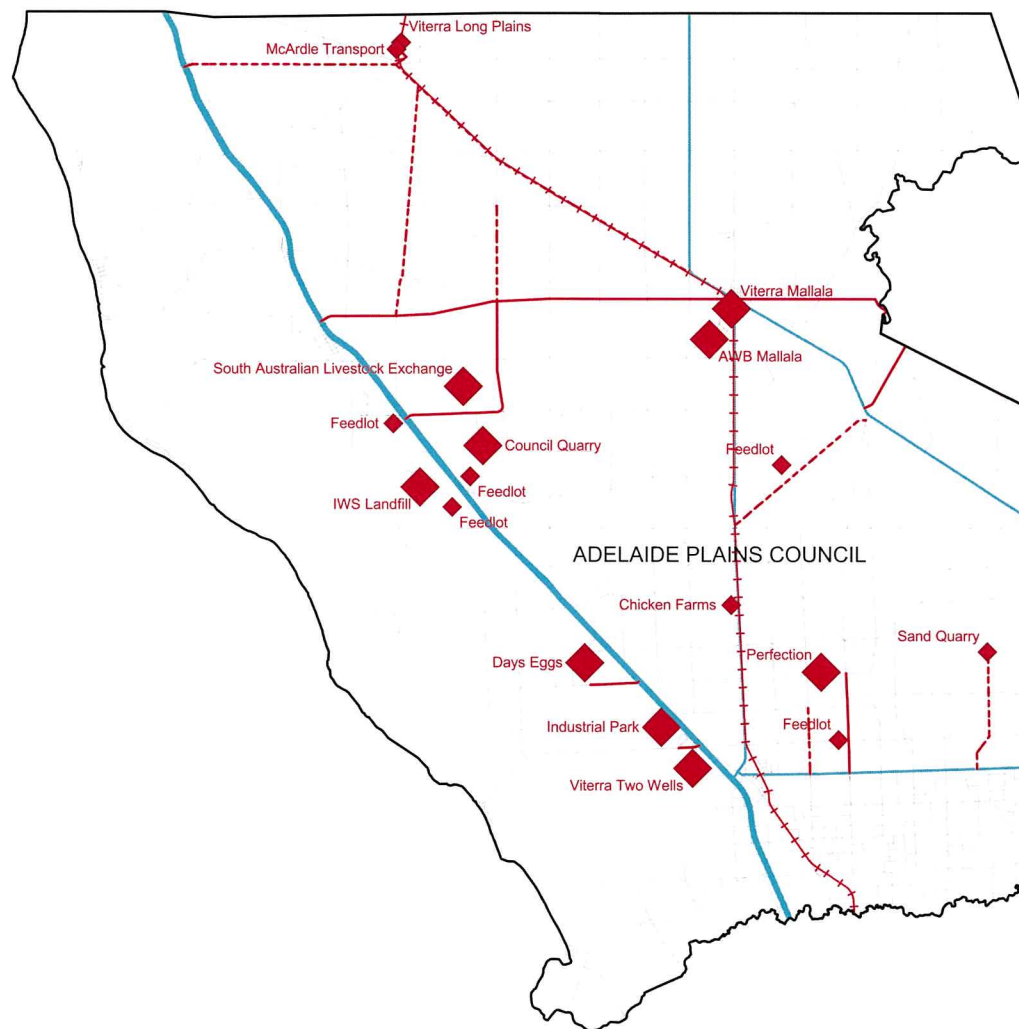 Viterra Long Plains
McArdle Transport
Viterra Mallala
AWB Mallala
South Australian Livestock Exchange
Feedlot
Council Quarry
Feedlot
Feedlot
IWS Landfill
Feedlot
ADELAIDE PLAINS COUNCIL
Chicken Farms
Sand Quarry
Perfection
Days Eggs
Industrial Park
Feedlot
Viterra Two Wells